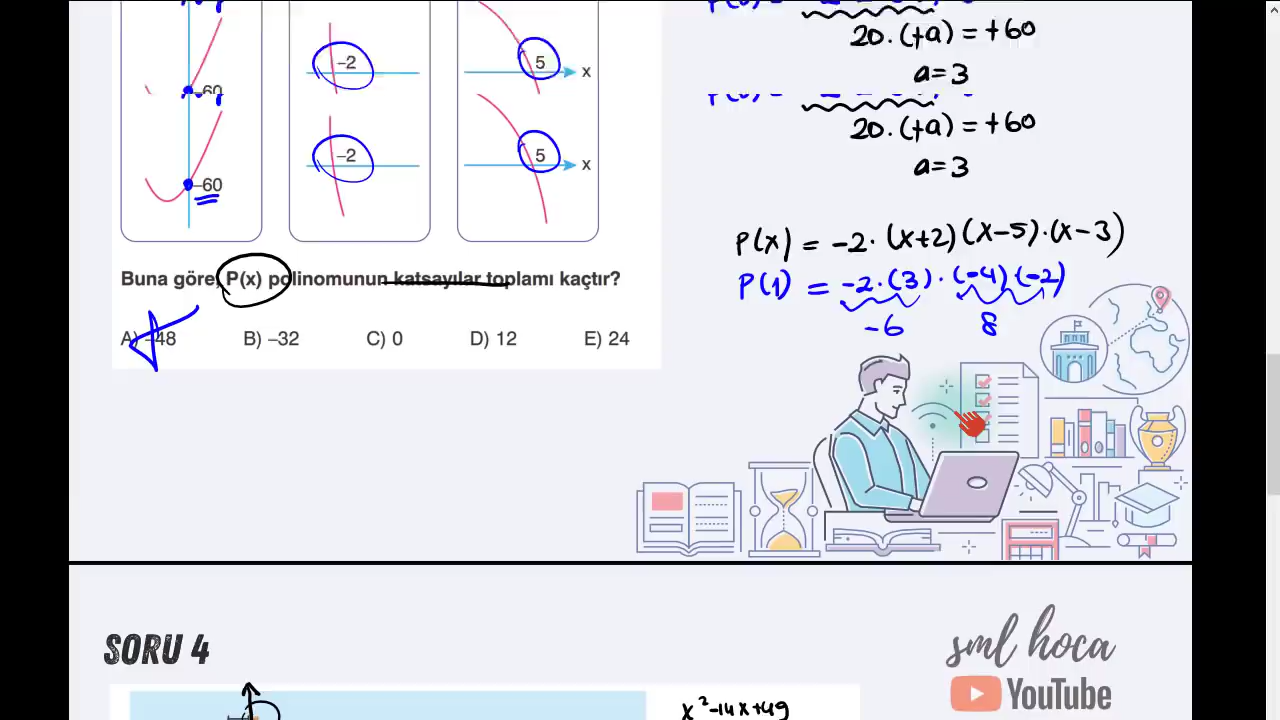 20.(+a) = +60
a=3
-60
-2
5
x
20.(+a) = +60
a=3
-60
-2
5
x
P(x) = -2.(x+2)(x-5).(x-3)
Buna göre, P(x) polinomunun katsayılar toplamı kaçtır?
P(1) = -2.(3).(-4)(-2)
-6 8
A) -48 B) -32 C) 0 D) 12 E) 24
SORU 4
sml hoca
YouTube
x²-14x+49